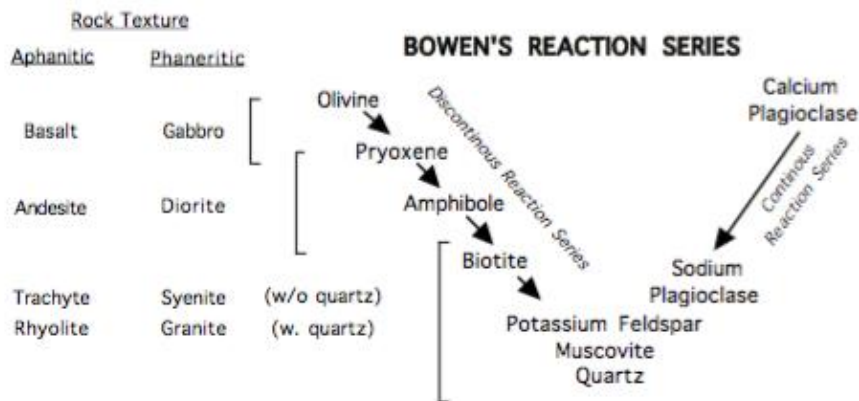 Rock Texture
Aphanitic Phaneritic
BOWEN'S REACTION SERIES
Basalt Gabbro
Andesite Diorite
Trachyte Syenite (w/o quartz)
Rhyolite Granite (w. quartz)
Olivine
Pryoxene
Amphibole
Biotite
Discontinous Reaction Series
Calcium
Plagioclase
Continous
Reaction Series
Sodium
Plagioclase
Potassium Feldspar
Muscovite
Quartz